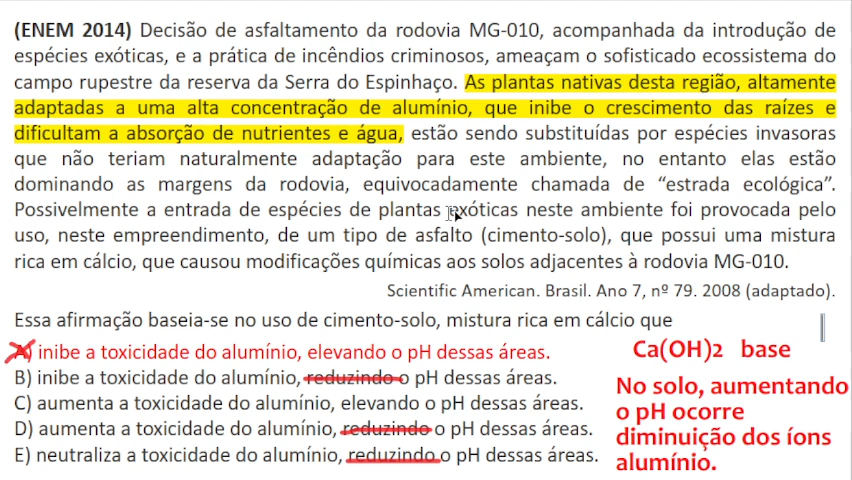 (ENEM 2014) Decisão de asfaltamento da rodovia MG-010, acompanhada da introdução de
espécies exóticas, e a prática de incêndios criminosos, ameaçam o sofisticado ecossistema do
campo rupestre da reserva da Serra do Espinhaço. As plantas nativas desta região, altamente
adaptadas a uma alta concentração de alumínio, que inibe o crescimento das raízes e
dificultam a absorção de nutrientes e água, estão sendo substituídas por espécies invasoras
que não teriam naturalmente adaptação para este ambiente, no entanto elas estão
dominando as margens da rodovia, equivocadamente chamada de “estrada ecológica”.
Possivelmente a entrada de espécies de plantas exóticas neste ambiente foi provocada pelo
uso, neste empreendimento, de um tipo de asfalto (cimento-solo), que possui uma mistura
rica em cálcio, que causou modificações químicas aos solos adjacentes à rodovia MG-010.
Scientific American. Brasil. Ano 7, nº 79. 2008 (adaptado).
Essa afirmação baseia-se no uso de cimento-solo, mistura rica em cálcio que
A) inibe a toxicidade do alumínio, elevando o pH dessas áreas.
B) inibe a toxicidade do alumínio, reduzindo o pH dessas áreas.
C) aumenta a toxicidade do alumínio, elevando o pH dessas áreas.
D) aumenta a toxicidade do alumínio, reduzindo o pH dessas áreas.
E) neutraliza a toxicidade do alumínio, reduzindo o pH dessas áreas.
Ca(OH)2 base
No solo, aumentando
o pH ocorre
diminuição dos íons
alumínio.